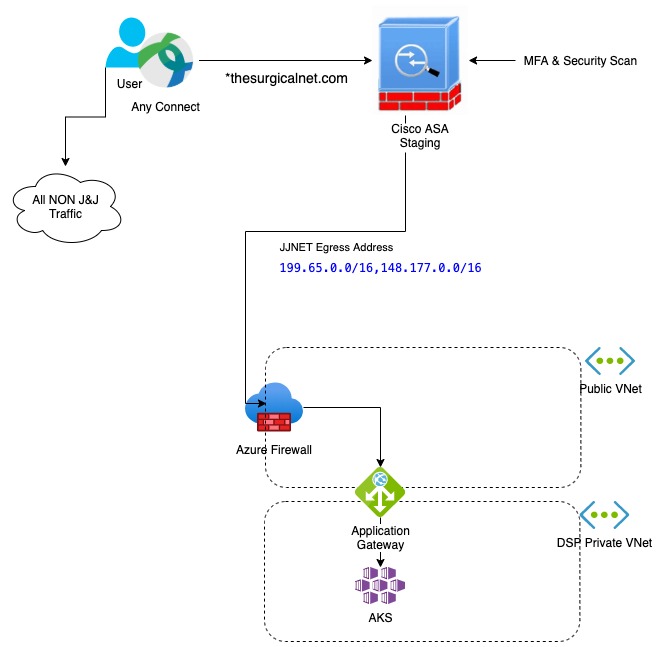 User
Any Connect
*thesurgicalnet.com
MFA & Security Scan
Cisco ASA
Staging
All NON J&J
Traffic
JJNET Egress Address
199.65.0.0/16,148.177.0.0/16
Public VNet
Azure Firewall
Application
Gateway
DSP Private VNet
AKS